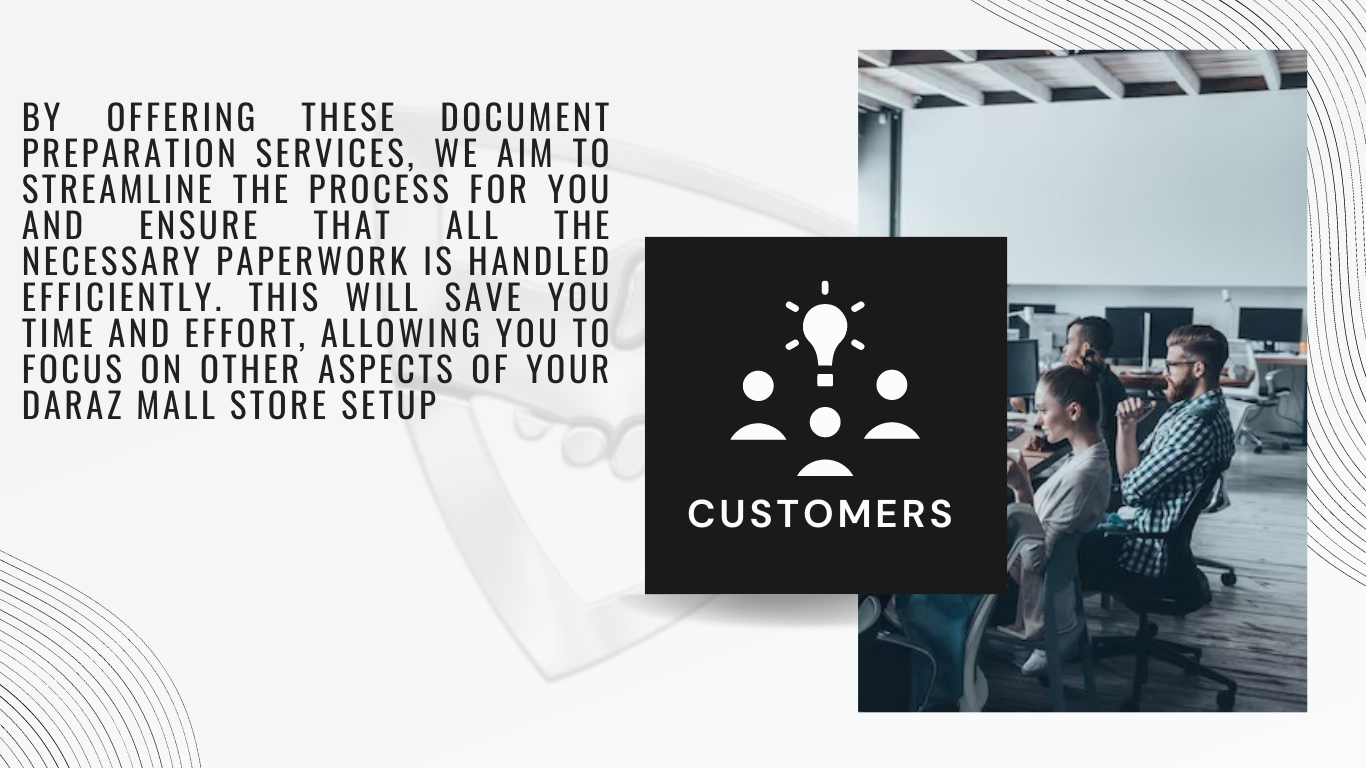 BY OFFERING THESE DOCUMENT
PREPARATION SERVICES, WE AIM TO
STREAMLINE THE PROCESS FOR YOU
AND ENSURE THAT ALL THE
NECESSARY PAPERWORK IS HANDLED
EFFICIENTLY. THIS WILL SAVE YOU
TIME AND EFFORT, ALLOWING YOU TO
FOCUS ON OTHER ASPECTS OF YOUR
DARAZ MALL STORE SETUP
CUSTOMERS